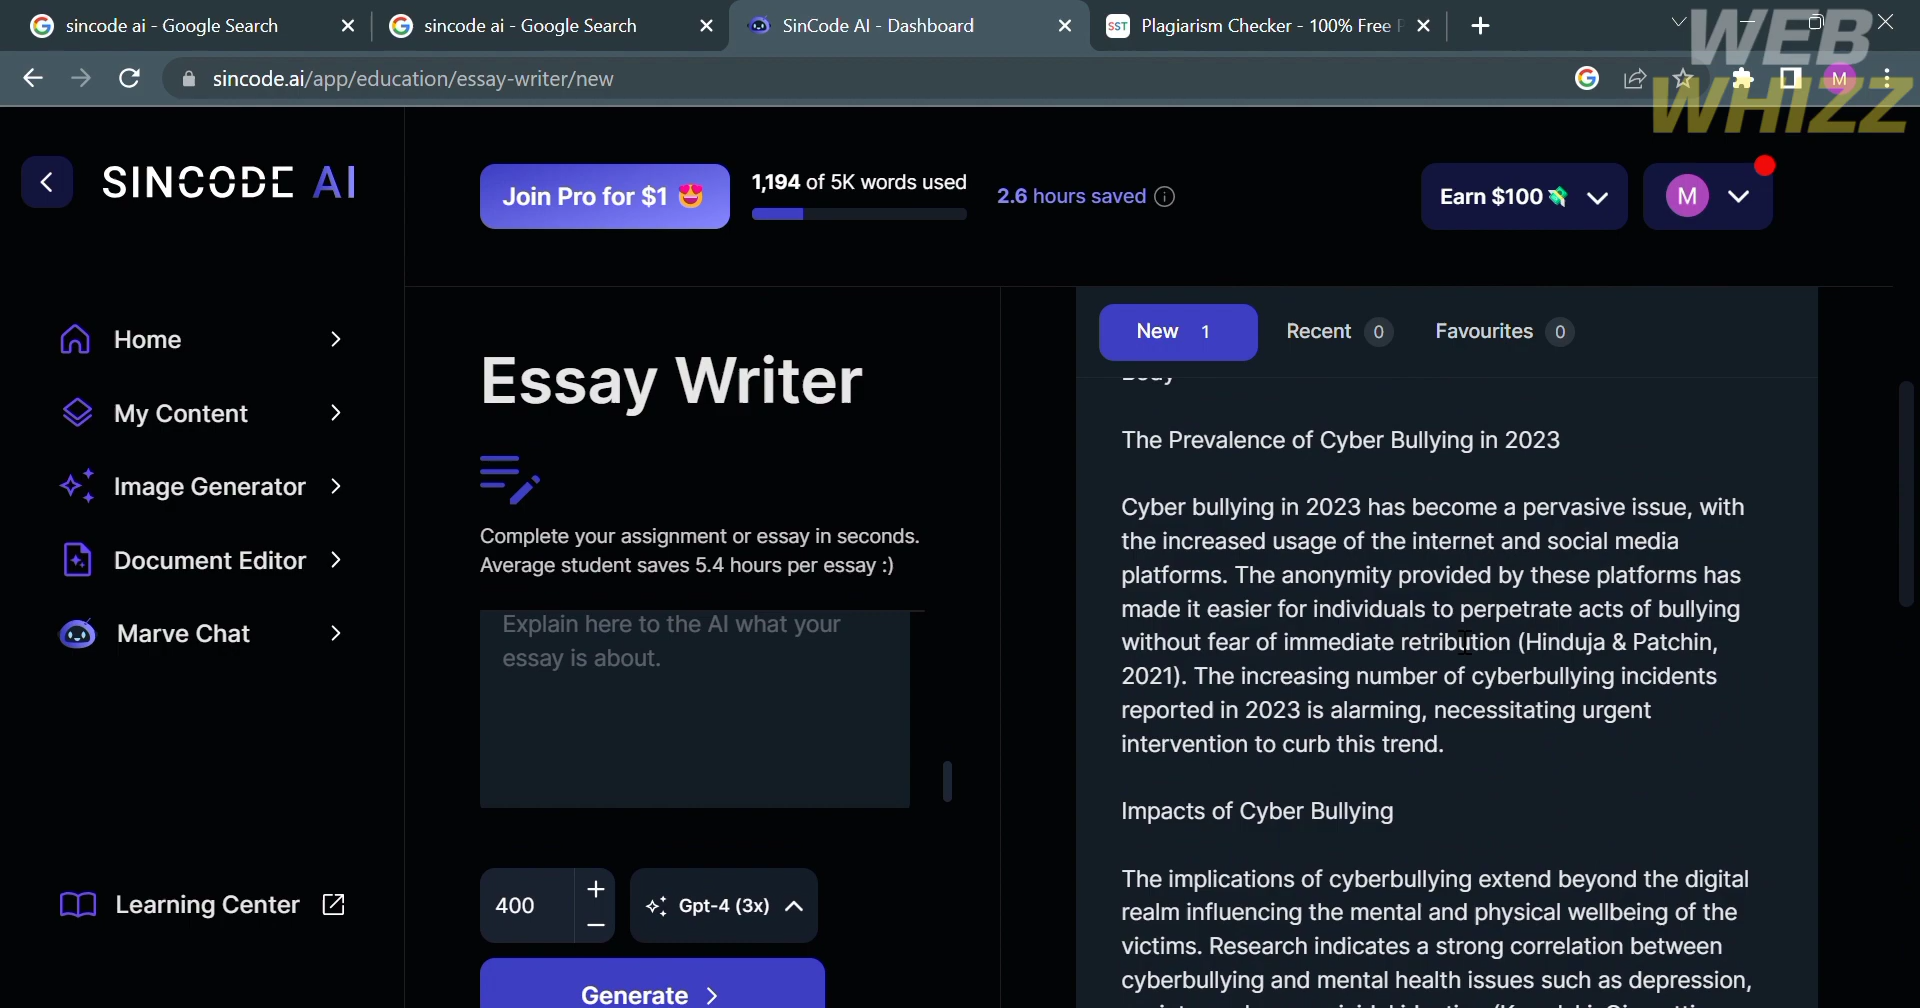 sincode ai - Google Search
sincode ai - Google Search
SinCode AI - Dashboard
SST
Plagiarism Checker - 100% Free
sincode.ai/app/education/essay-writer/new
M
WEB
WHIZZ
SINCODE AI
Join Pro for $1
1,194 of 5K words used
2.6 hours saved
Earn $100
M
Home
My Content
Image Generator
Document Editor
Marve Chat
Learning Center
Essay Writer
Complete your assignment or essay in seconds.
Average student saves 5.4 hours per essay :)
Explain here to the AI what your
essay is about.
400
Gpt-4 (3x)
Generate
New 1
Recent 0
Favourites 0
Body
The Prevalence of Cyber Bullying in 2023
Cyber bullying in 2023 has become a pervasive issue, with
the increased usage of the internet and social media
platforms. The anonymity provided by these platforms has
made it easier for individuals to perpetrate acts of bullying
without fear of immediate retribution (Hinduja & Patchin,
2021). The increasing number of cyberbullying incidents
reported in 2023 is alarming, necessitating urgent
intervention to curb this trend.
Impacts of Cyber Bullying
The implications of cyberbullying extend beyond the digital
realm influencing the mental and physical wellbeing of the
victims. Research indicates a strong correlation between
cyberbullying and mental health issues such as depression,